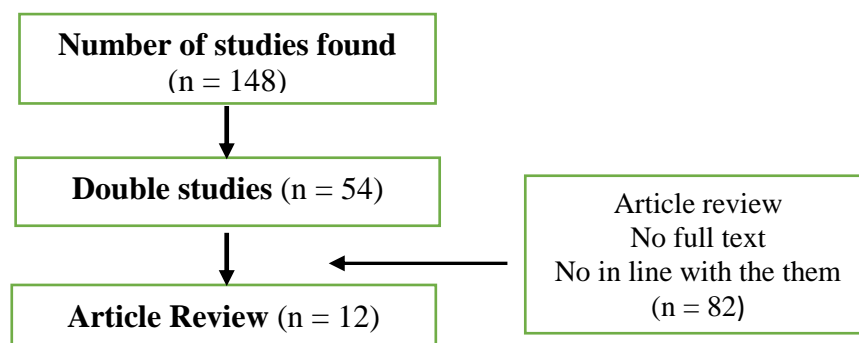 Number of studies found
(n = 148)
Double studies (n = 54)
Article review
No full text
No in line with the them
(n = 82)
Article Review (n = 12)